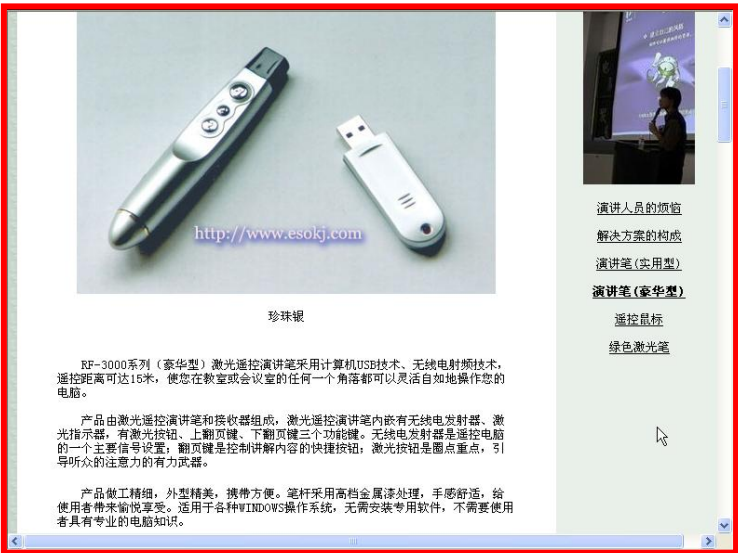 http://www.esokj.com
珍珠银
RF-3000系列（豪华型）激光遥控演讲笔采用计算机USB技术、无线电射频技术，
遥控距离可达15米，使您在教室或会议室的任何一个角落都可以灵活自如地操作您的
电脑。
产品由激光遥控演讲笔和接收器组成，激光遥控演讲笔内嵌有无线电发射器、激
光指示器，有激光按钮、上翻页键、下翻页键三个功能键。无线电发射器是遥控电脑
的一个主要信号设置；翻页键是控制讲解内容的快捷按钮；激光按钮是圈点重点，引
导听众的注意力的有力武器。
产品做工精细，外型精美，携带方便。笔杆采用高档金属漆处理，手感舒适，给
使用者带来愉悦享受。适用于各种WINDOWS操作系统，无需安装专用软件，不需要使用
者具有专业的电脑知识。
演讲人员的烦恼
解决方案的构成
演讲笔(实用型)
演讲笔(豪华型)
遥控鼠标
绿色激光笔